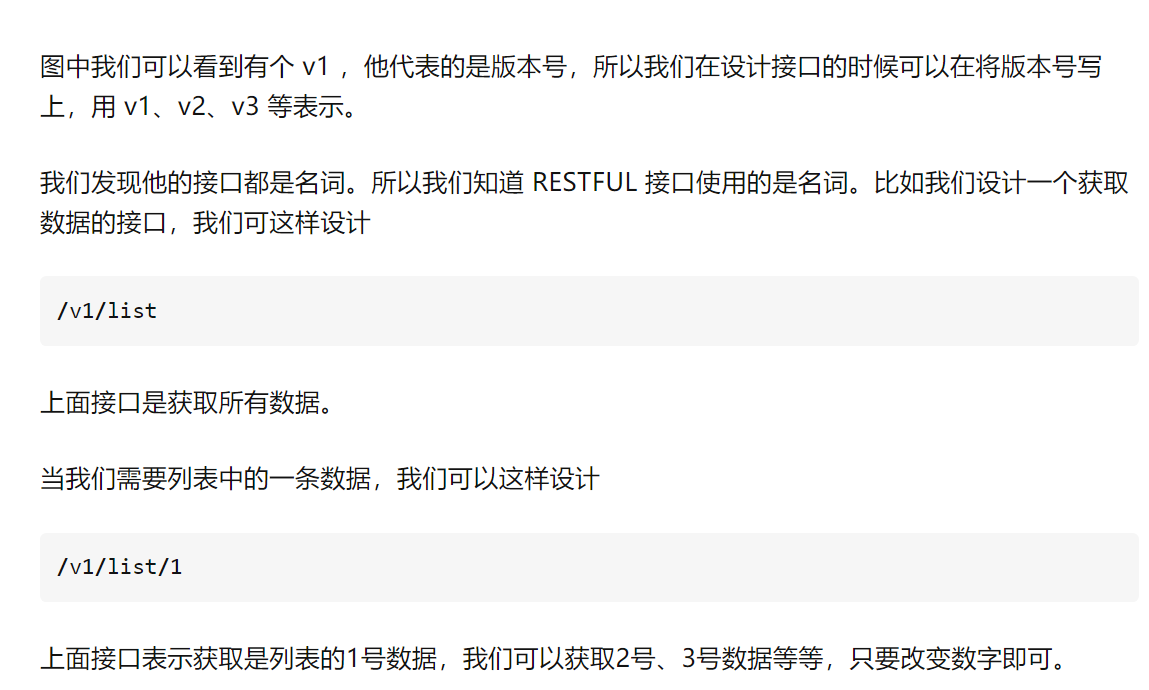 图中我们可以看到有个 v1 ，他代表的是版本号，所以我们在设计接口的时候可以在将版本号写
上，用 v1、v2、v3 等表示。
我们发现他的接口都是名词。所以我们知道 RESTFUL 接口使用的是名词。比如我们设计一个获取
数据的接口，我们可这样设计
/v1/list
上面接口是获取所有数据。
当我们需要列表中的一条数据，我们可以这样设计
/v1/list/1
上面接口表示获取是列表的1号数据，我们可以获取2号、3号数据等等，只要改变数字即可。